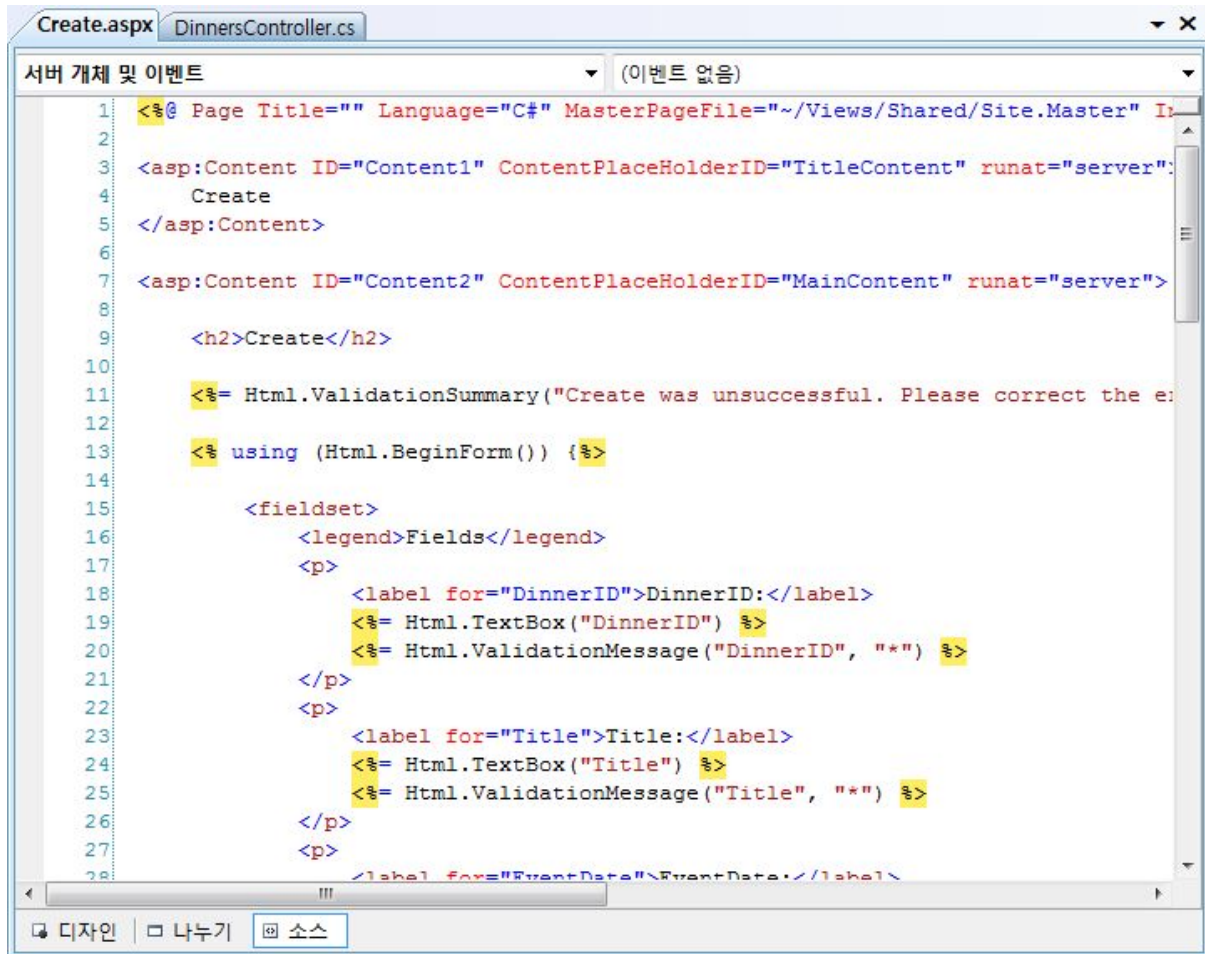 Create.aspx DinnersController.cs
서버 개체 및 이벤트 (이벤트 없음)
1 <%@ Page Title="" Language="C#" MasterPageFile="~/Views/Shared/Site.Master"
2
3 <asp:Content ID="Content1" ContentPlaceHolderID="TitleContent" runat="server"
4 Create
5 </asp:Content>
6
7 <asp:Content ID="Content2" ContentPlaceHolderID="MainContent" runat="server">
8
9 <h2>Create</h2>
10
11 <%= Html.ValidationSummary("Create was unsuccessful. Please correct the
12
13 <% using (Html.BeginForm()) {%>
14
15 <fieldset>
16 <legend>Fields</legend>
17 <p>
18 <label for="DinnerID">DinnerID:</label>
19 <%= Html.TextBox("DinnerID") %>
20 <%= Html.ValidationMessage("DinnerID", "*") %>
21 </p>
22 <p>
23 <label for="Title">Title:</label>
24 <%= Html.TextBox("Title") %>
25 <%= Html.ValidationMessage("Title", "*") %>
26 </p>
27 <p>
28 <label for="EventDate">EventDate:</label>
디자인 나누기 소스